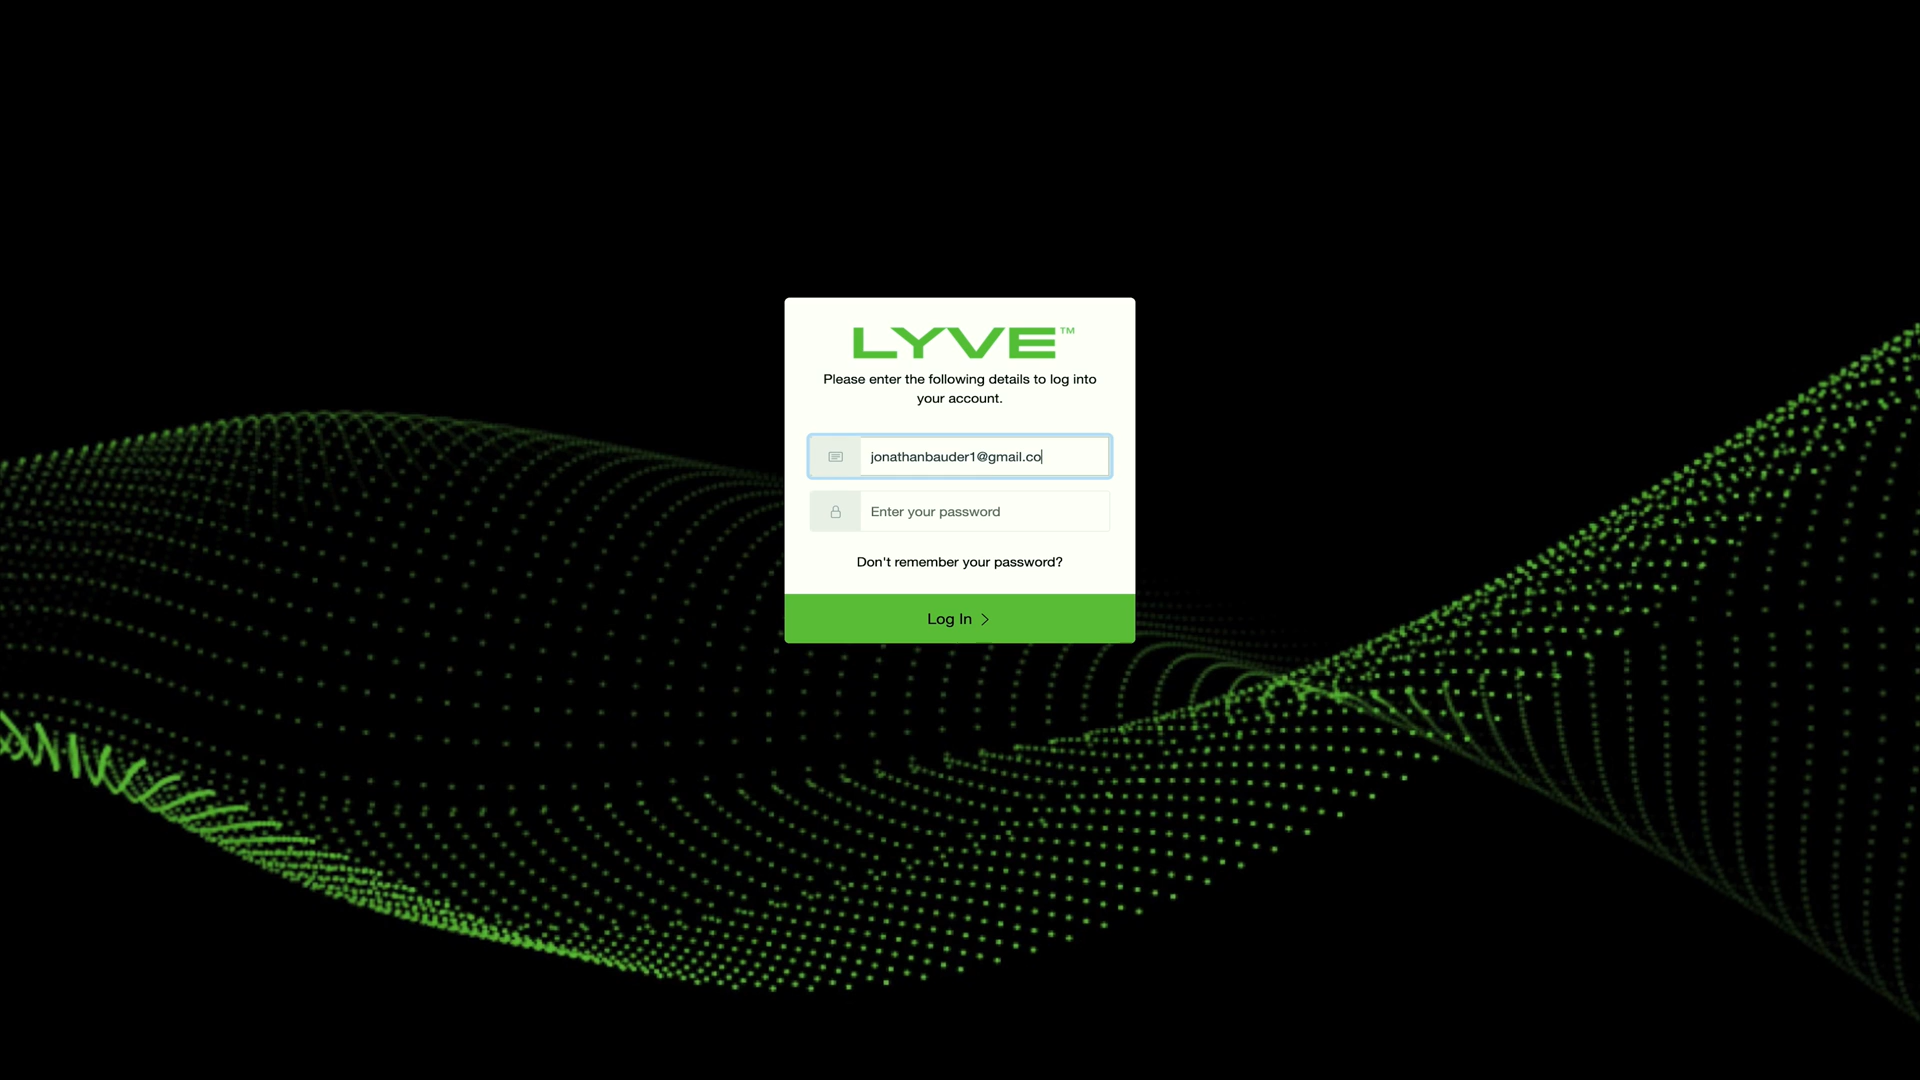 LYVE™
Please enter the following details to log into
your account.
jonathanbauder1@gmail.co
Enter your password
Don't remember your password?
Log In